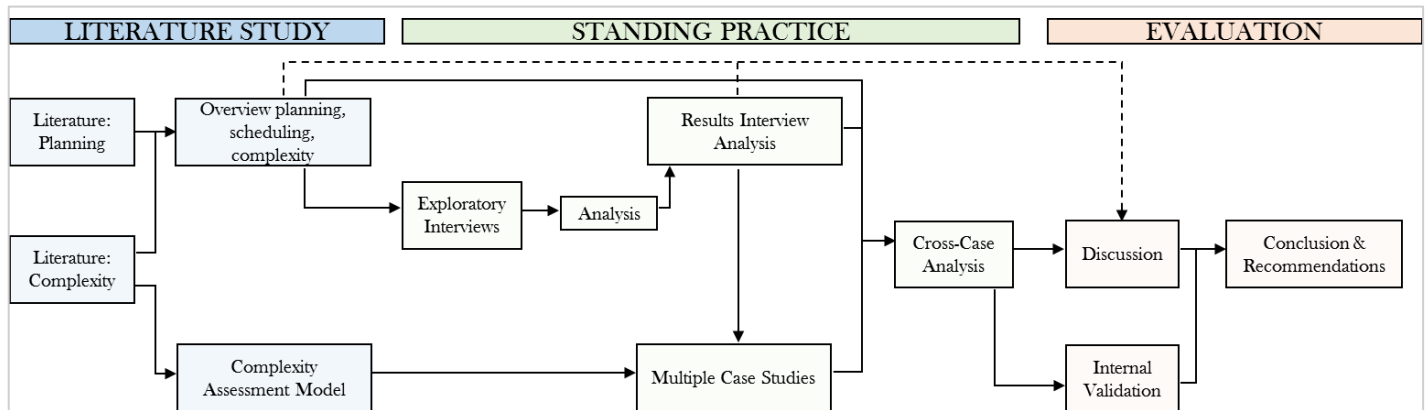 LITERATURE STUDY
STANDING PRACTICE
EVALUATION
Literature:
Planning
Overview planning,
scheduling,
complexity
Results Interview
Analysis
Exploratory
Interviews
Analysis
Literature:
Complexity
Cross-Case
Analysis
Discussion
Conclusion &
Recommendations
Complexity
Assessment Model
Multiple Case Studies
Internal
Validation